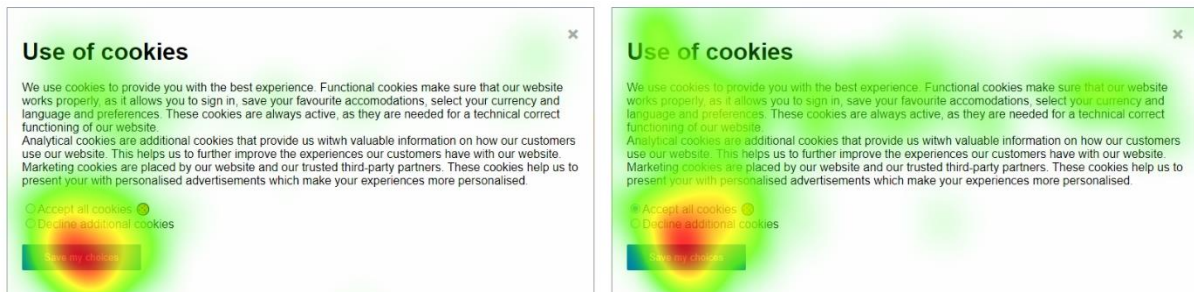 Use of cookies
We use cookies to provide you with the best experience. Functional cookies make sure that our website
works properly, as it allows you to sign in, save your favourite accomodations, select your currency and
language and preferences. These cookies are always active, as they are needed for a technical correct
functioning of our website.
Analytical cookies are additional cookies that provide us witwh valuable information on how our customers
use our website. This helps us to further improve the experiences our customers have with our website.
Marketing cookies are placed by our website and our trusted third-party partners. These cookies help us to
present your with personalised advertisements which make your experiences more personalised.
Accept all cookies
Decline additional cookies
Save my choices
Use of cookies
We use cookies to provide you with the best experience. Functional cookies make sure that our website
works properly, as it allows you to sign in, save your favourite accomodations, select your currency and
language and preferences. These cookies are always active, as they are needed for a technical correct
functioning of our website.
Analytical cookies are additional cookies that provide us witwh valuable information on how our customers
use our website. This helps us to further improve the experiences our customers have with our website.
Marketing cookies are placed by our website and our trusted third-party partners. These cookies help us to
present your with personalised advertisements which make your experiences more personalised.
Accept all cookies
Decline additional cookies
Save my choices